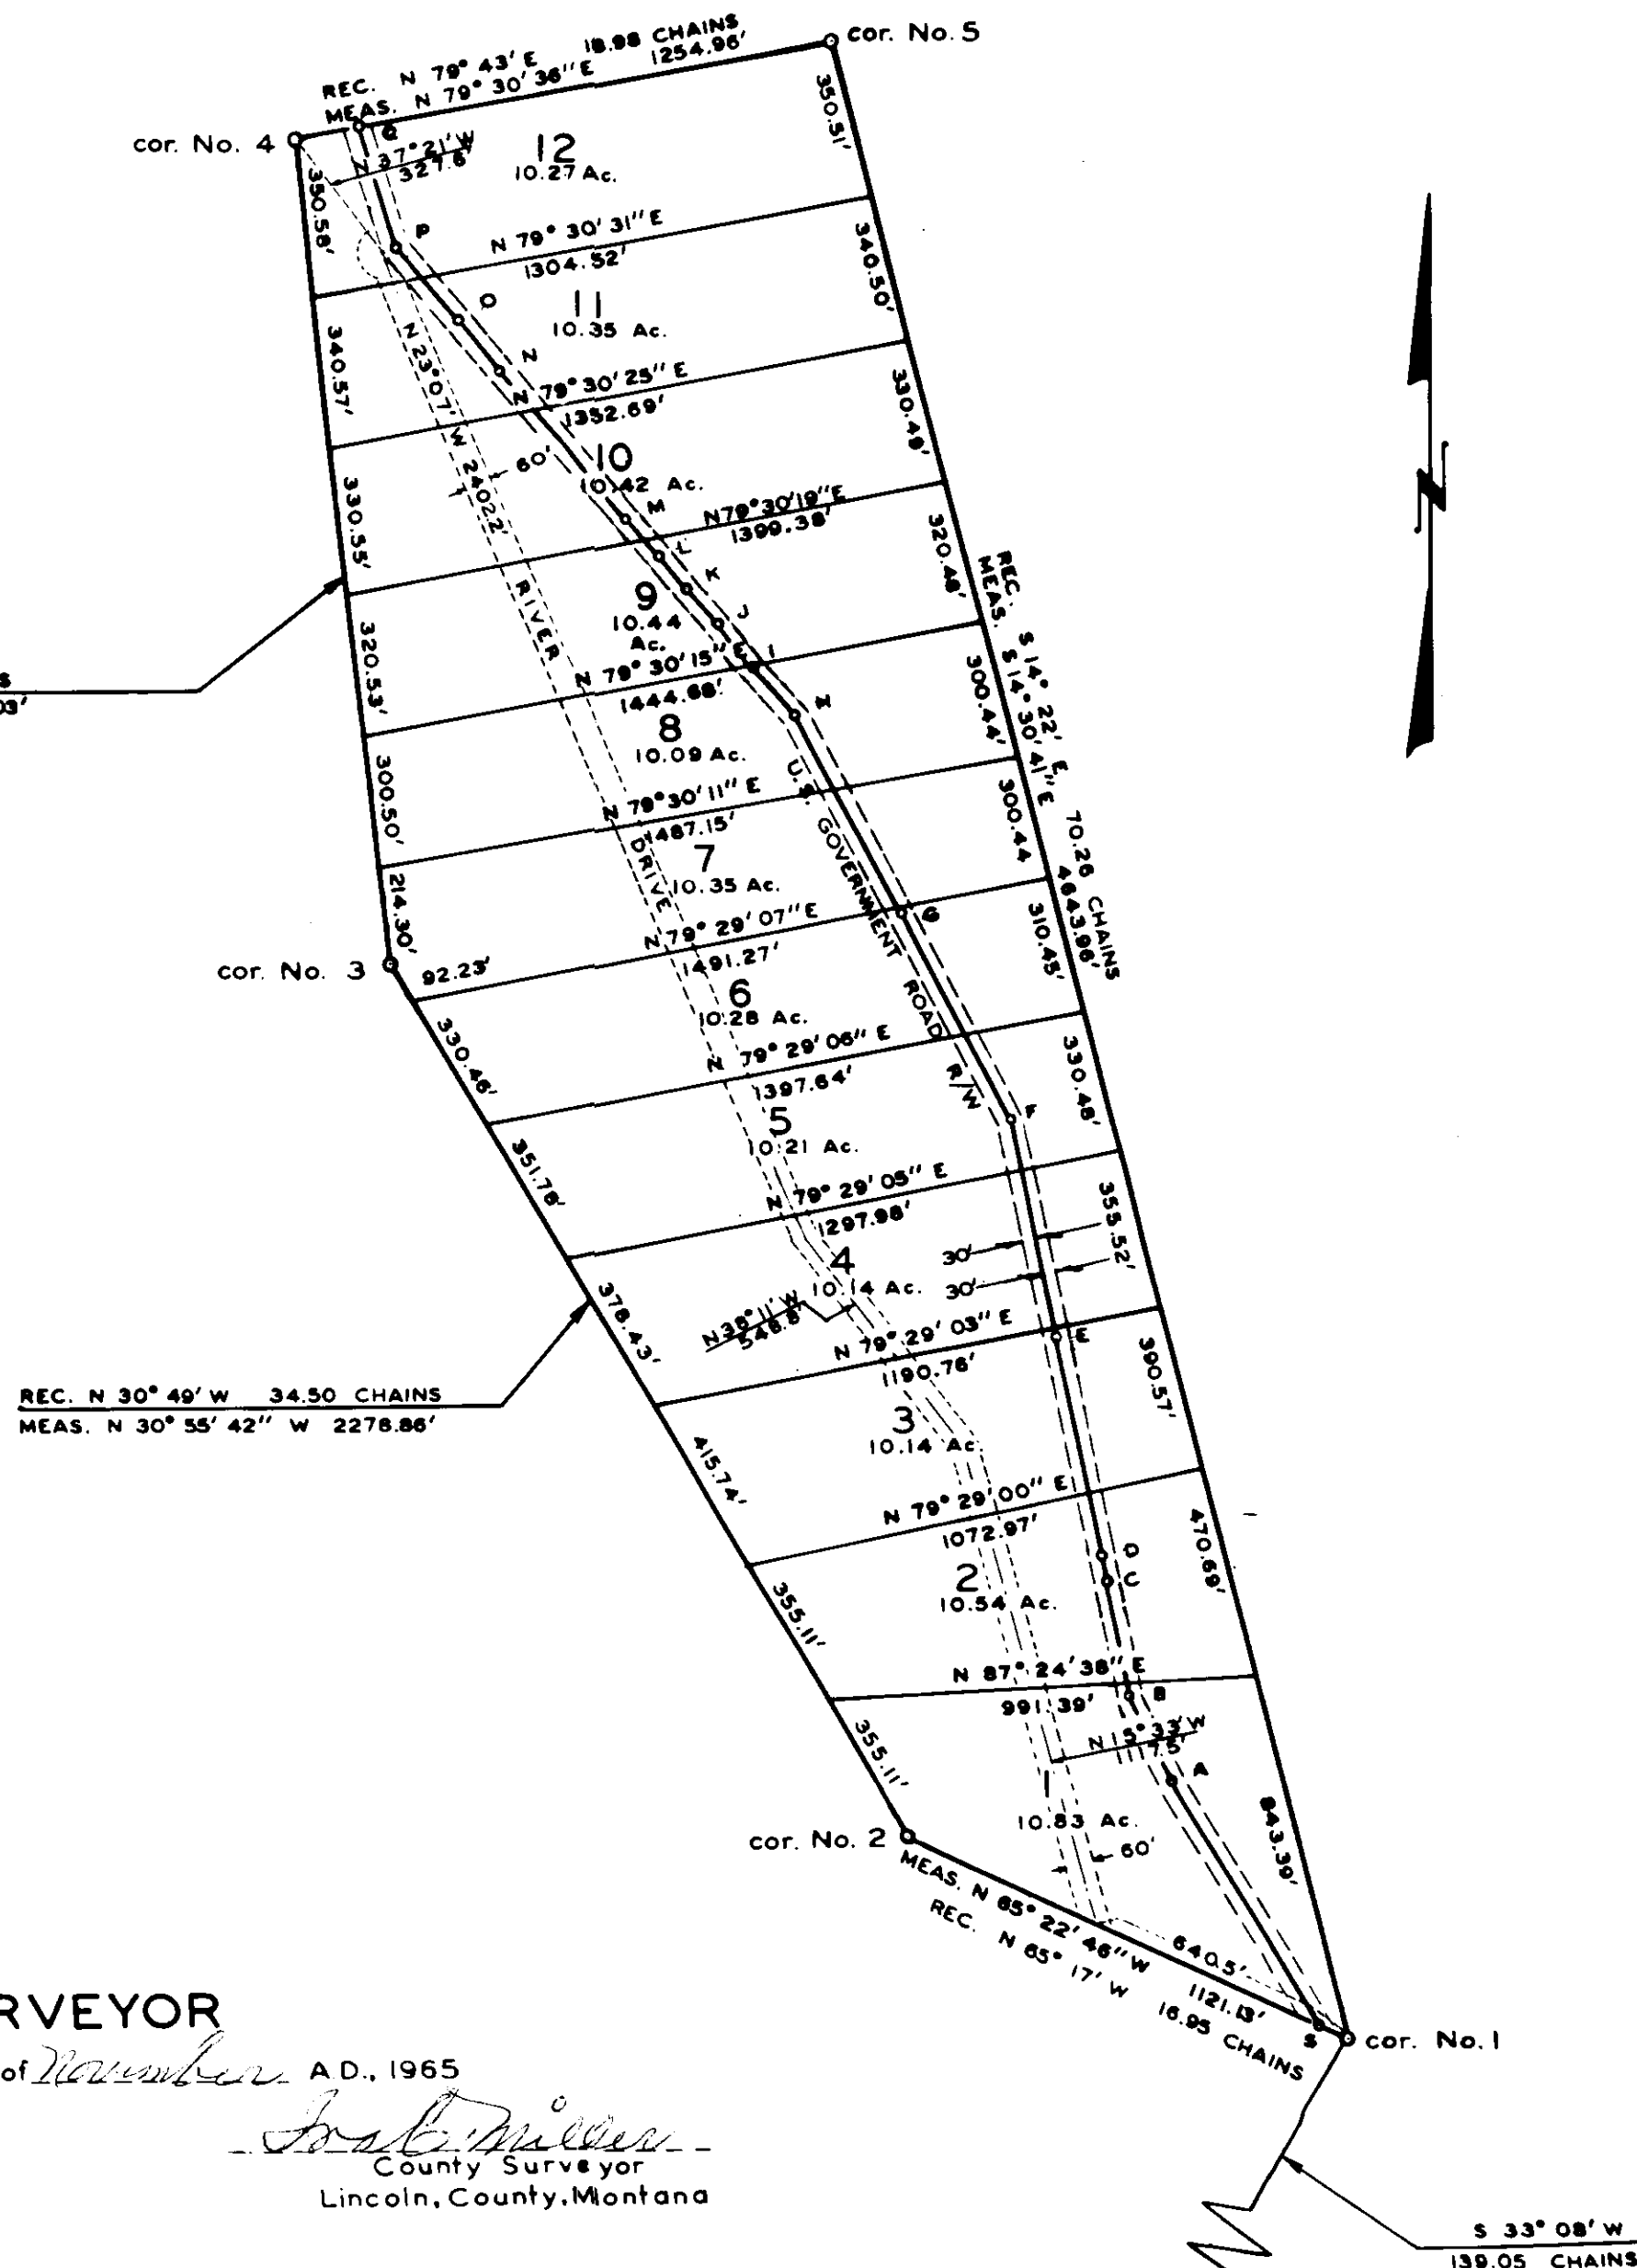 REC. N 79° 43' E 18.98 CHAINS
MEAS. N 79° 30' 36" E 1254.96'
cor. No. 5
cor. No. 4
Q
N 37° 21' W
327.6'
12
10.27 Ac.
350.51'
350.58'
P
N 79° 30' 31" E
1304.52'
340.50'
O
11
10.35 Ac.
340.57'
N 23° 07' W 2402.2'
N
N 79° 30' 25" E
1352.69'
330.49'
60'
10
10.42 Ac.
330.55'
M
N 79° 30' 19" E
1399.38'
320.48'
L
K
9
10.44
Ac.
J
320.53'
REC. S 14° 22' E 70.26 CHAINS
MEAS. S 14° 30' 41" E 4643.96'
S
03'
RIVER
N 79° 30' 15" E
I
1444.68'
300.44'
H
8
10.09 Ac.
300.50'
U.S. GOVERNMENT ROAD R/W
N 79° 30' 11" E
1487.15'
300.44
DRIVE
7
10.35 Ac.
214.30'
N 79° 29' 07" E
G
1491.27'
310.45'
cor. No. 3
92.23'
6
10.28 Ac.
330.46'
N 79° 29' 06" E
1397.64'
330.48'
F
5
10.21 Ac.
351.78'
N 79° 29' 05" E
1297.98'
355.52'
30'
30'
4
10.14 Ac.
N 38° 11' W
548.8'
378.43'
N 79° 29' 03" E
E
1190.76'
390.57'
REC. N 30° 49' W 34.50 CHAINS
MEAS. N 30° 55' 42" W 2278.86'
3
10.14 Ac.
415.74'
N 79° 29' 00" E
1072.97'
470.69'
D
C
2
10.54 Ac.
355.11'
N 87° 24' 38" E
991.39'
B
N 15° 33' W
A
1
10.83 Ac.
355.11'
843.39'
60'
cor. No. 2
MEAS. N 65° 22' 46" W 1121.13'
REC. N 65° 17' W 16.95 CHAINS
640.5'
S
cor. No. 1
RVEYOR
of November A.D., 1965
Miller
County Surveyor
Lincoln, County, Montana
S 33° 08' W
139.05 CHAINS
N